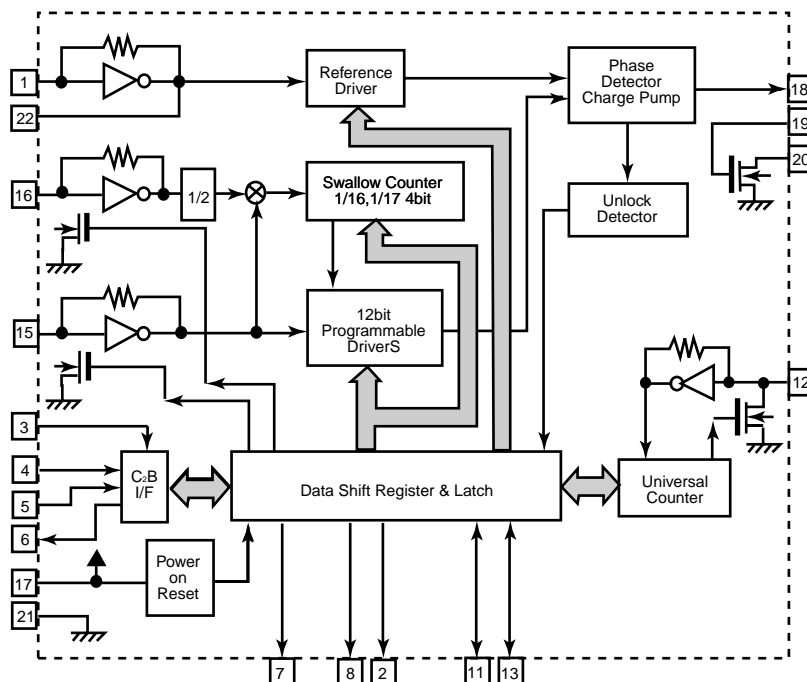 1
22
16
15
3
4
5
6
17
21
Reference
Driver
Phase
Detector
Charge Pump
18
19
20
1/2
Swallow Counter
1/16,1/17 4bit
Unlock
Detector
12bit
Programmable
DriverS
12
C₂B
I/F
Data Shift Register & Latch
Universal
Counter
Power
on
Reset
7
8
2
11
13